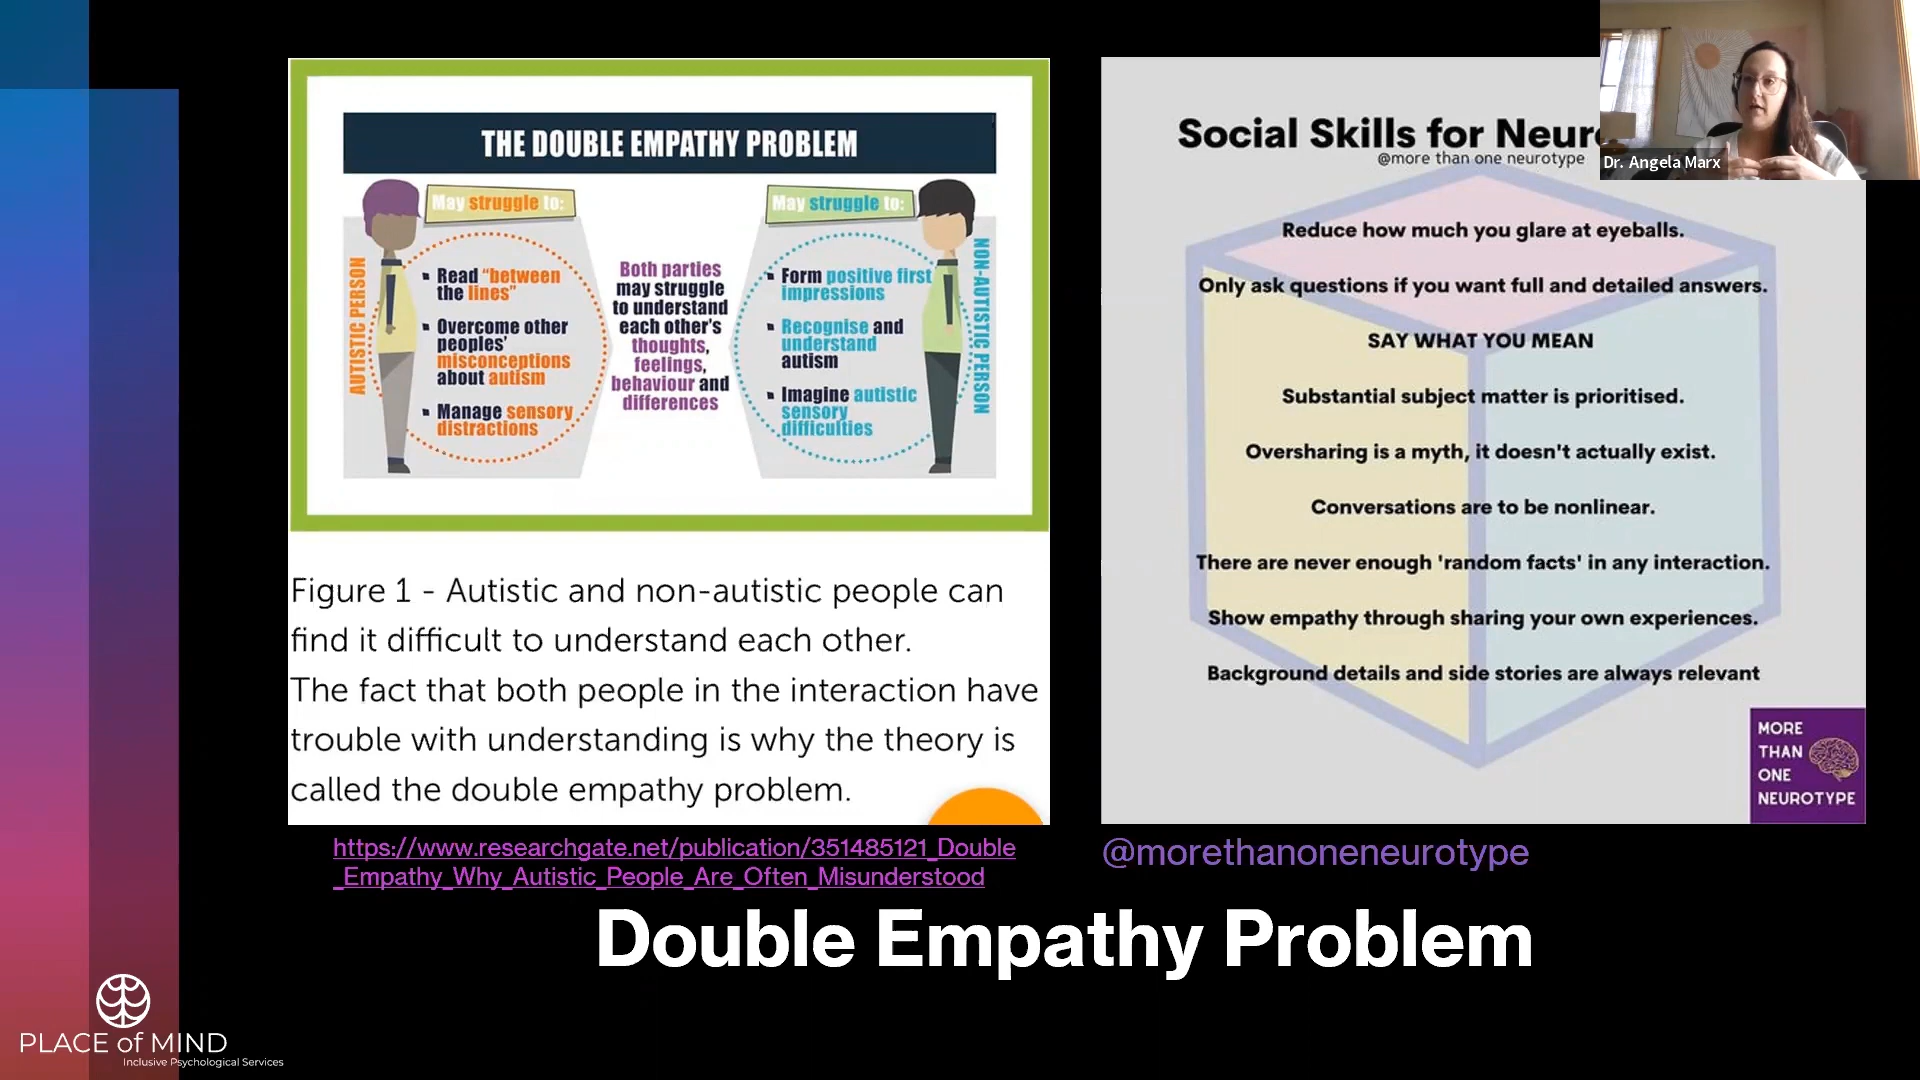 THE DOUBLE EMPATHY PROBLEM
May struggle to:
AUTISTIC PERSON
Read "between
the lines"
Overcome other
peoples'
misconceptions
about autism
Manage sensory
distractions
Both parties
may struggle
to understand
each other's
thoughts,
feelings,
behaviour and
differences
May struggle to:
Form positive first
impressions
Recognise and
understand
autism
Imagine autistic
sensory
difficulties
NON-AUTISTIC PERSON
Figure 1 - Autistic and non-autistic people can
find it difficult to understand each other.
The fact that both people in the interaction have
trouble with understanding is why the theory is
called the double empathy problem.
https://www.researchgate.net/publication/351485121_Double
_Empathy_Why_Autistic_People_Are_Often_Misunderstood
Social Skills for
@more than one neurotype
Reduce how much you glare at eyeballs.
Only ask questions if you want full and detailed answers.
SAY WHAT YOU MEAN
Substantial subject matter is prioritised.
Oversharing is a myth, it doesn't actually exist.
Conversations are to be nonlinear.
There are never enough 'random facts' in any interaction.
Show empathy through sharing your own experiences.
Background details and side stories are always relevant
MORE
THAN
ONE
NEUROTYPE
@morethanoneneurotype
Dr. Angela Marx
Double Empathy Problem
PLACE of MIND
Inclusive Psychological Services